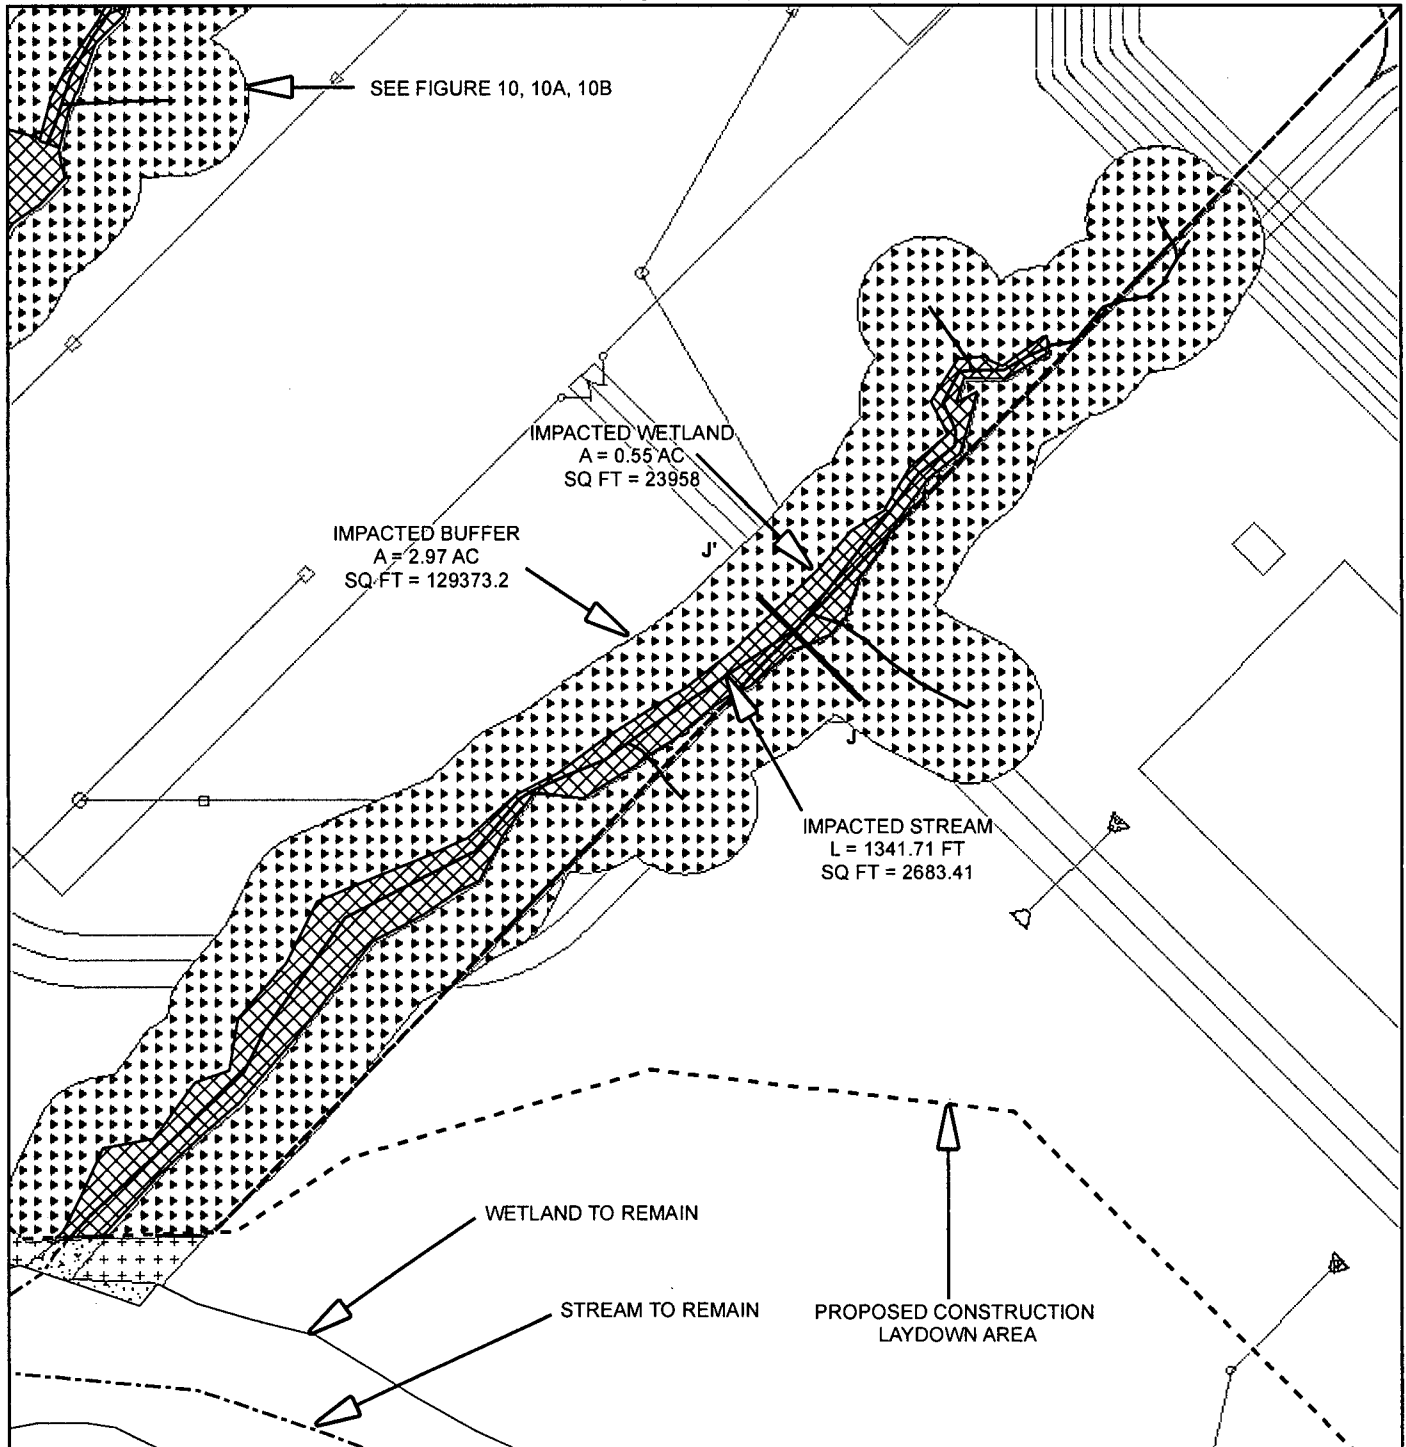 SEE FIGURE 10, 10A, 10B
IMPACTED WETLAND
A = 0.55 AC
SQ FT = 23958
IMPACTED BUFFER
A = 2.97 AC
SQ FT = 129373.2
J'
J
IMPACTED STREAM
L = 1341.71 FT
SQ FT = 2683.41
WETLAND TO REMAIN
STREAM TO REMAIN
PROPOSED CONSTRUCTION
LAYDOWN AREA